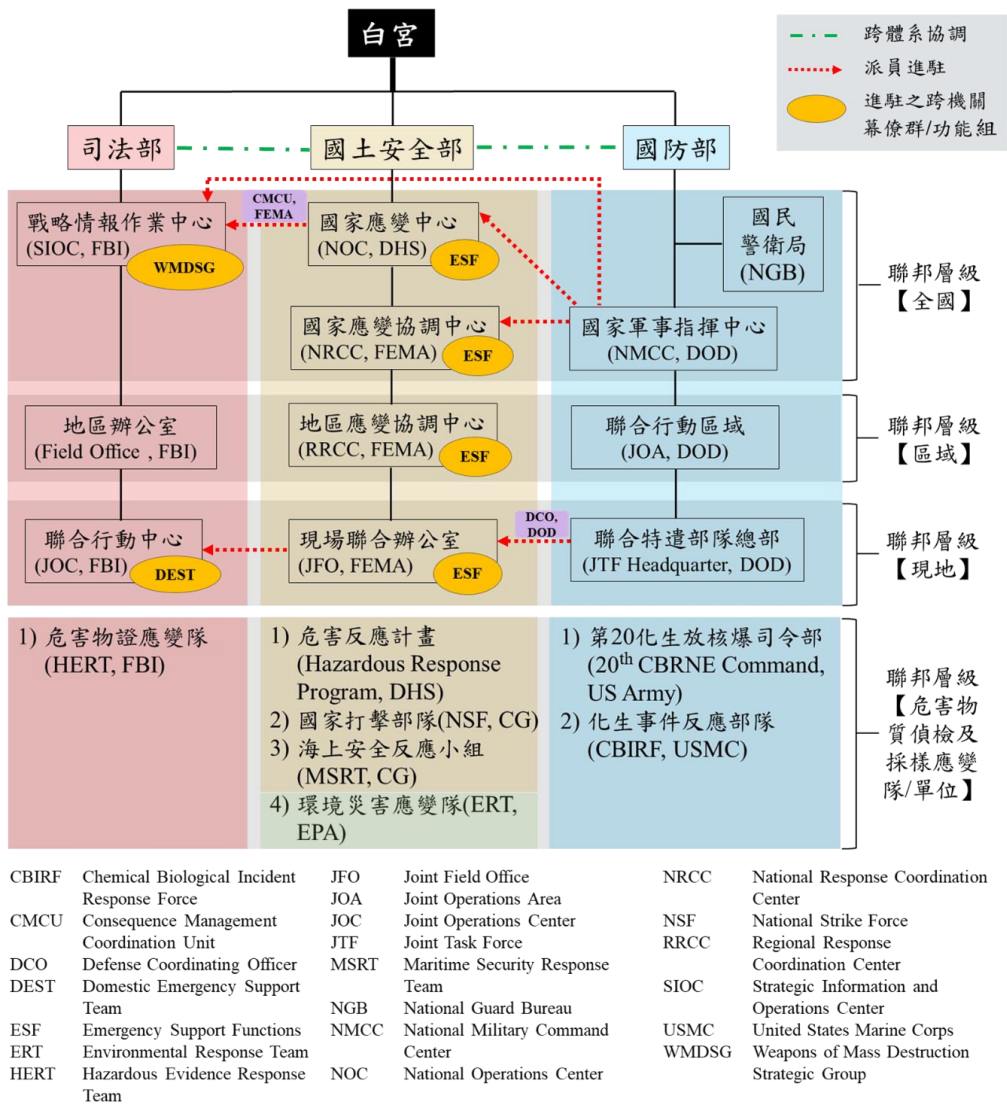 白宮
跨體系協調
派員進駐
進駐之跨機關
幕僚群/功能組
司法部
國土安全部
國防部
戰略情報作業中心
(SIOC, FBI)
WMDSG
CMCU,
FEMA
國家應變中心
(NOC, DHS)
ESF
國民
警衛局
(NGB)
聯邦層級
【全國】
國家應變協調中心
(NRCC, FEMA)
ESF
國家軍事指揮中心
(NMCC, DOD)
地區辦公室
(Field Office , FBI)
地區應變協調中心
(RRCC, FEMA)
ESF
聯合行動區域
(JOA, DOD)
聯邦層級
【區域】
聯合行動中心
(JOC, FBI)
DEST
現場聯合辦公室
(JFO, FEMA)
ESF
DCO,
DOD
聯合特遣部隊總部
(JTF Headquarter, DOD)
聯邦層級
【現地】
1) 危害物證應變隊
(HERT, FBI)
1) 危害反應計畫
(Hazardous Response
Program, DHS)
2) 國家打擊部隊(NSF, CG)
3) 海上安全反應小組
(MSRT, CG)
4) 環境災害應變隊(ERT,
EPA)
1) 第20化生放核爆司令部
(20th CBRNE Command,
US Army)
2) 化生事件反應部隊
(CBIRF, USMC)
聯邦層級
【危害物
質偵檢及
採樣應變
隊/單位】
CBIRF Chemical Biological Incident
Response Force
CMCU Consequence Management
Coordination Unit
DCO Defense Coordinating Officer
DEST Domestic Emergency Support
Team
ESF Emergency Support Functions
ERT Environmental Response Team
HERT Hazardous Evidence Response
Team
JFO Joint Field Office
JOA Joint Operations Area
JOC Joint Operations Center
JTF Joint Task Force
MSRT Maritime Security Response
Team
NGB National Guard Bureau
NMCC National Military Command
Center
NOC National Operations Center
NRCC National Response Coordination
Center
NSF National Strike Force
RRCC Regional Response
Coordination Center
SIOC Strategic Information and
Operations Center
USMC United States Marine Corps
WMDSG Weapons of Mass Destruction
Strategic Group